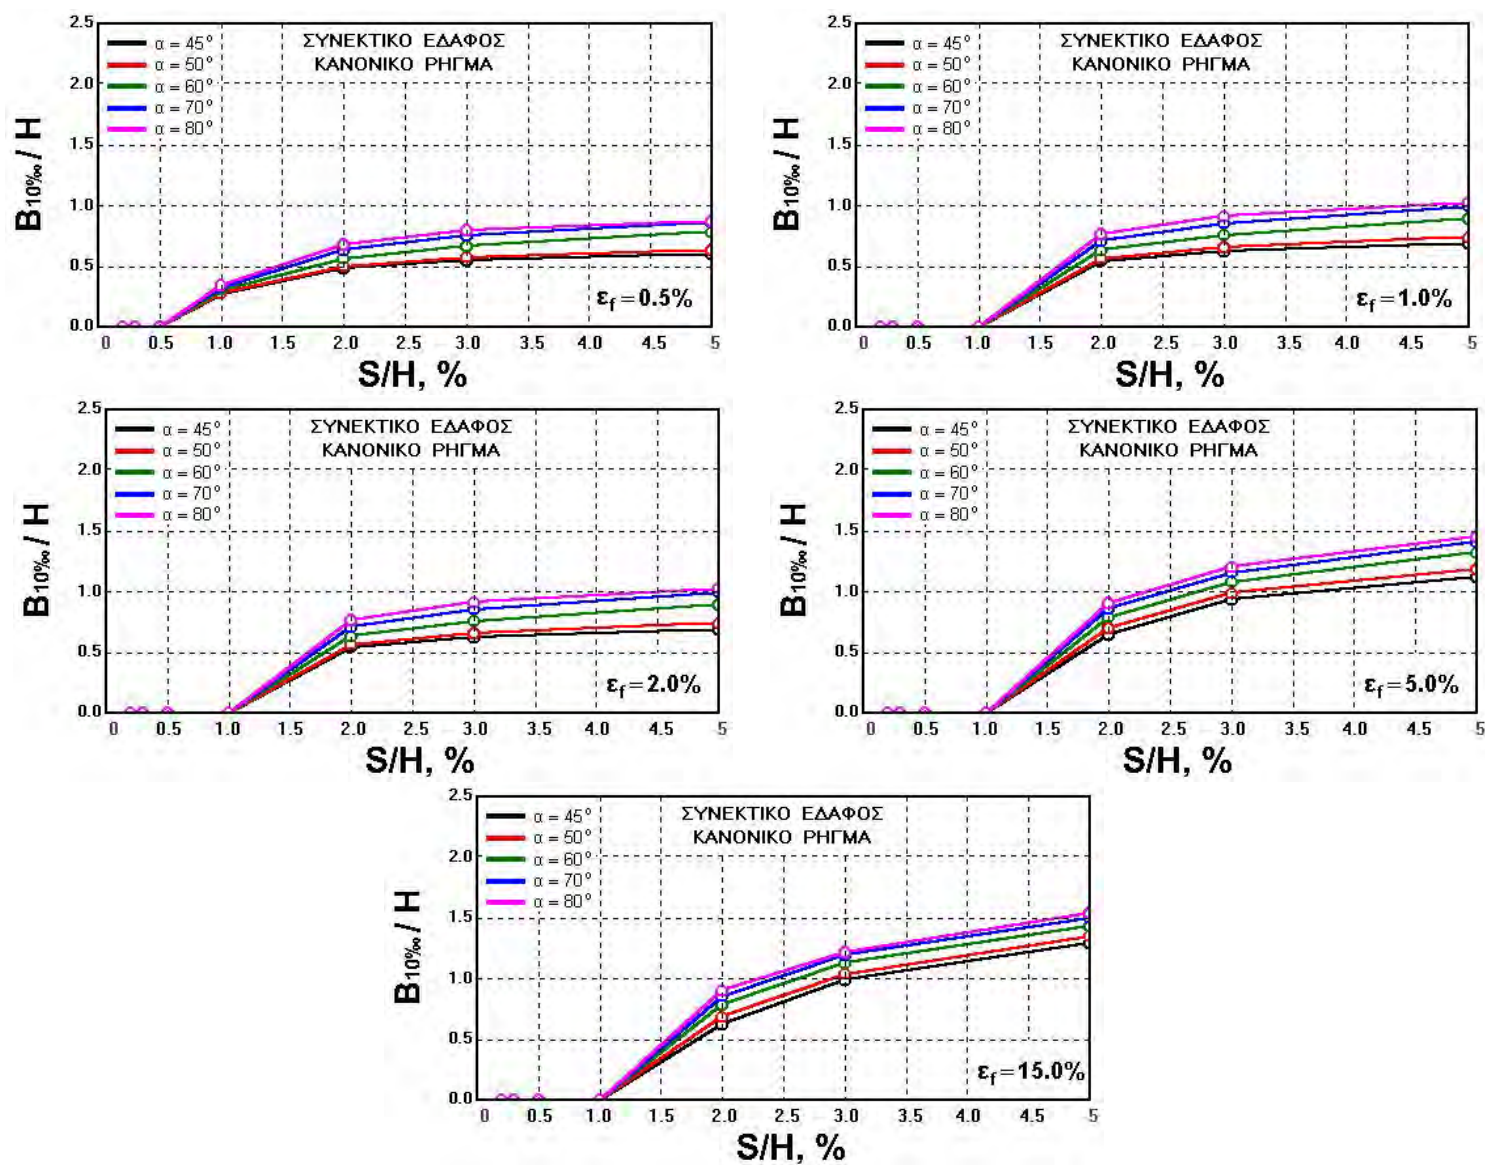 2.5
2.0
1.5
1.0
0.5
0.0
B10‰ / H
α = 45°
α = 50°
α = 60°
α = 70°
α = 80°
ΣΥΝΕΚΤΙΚΟ ΕΔΑΦΟΣ
ΚΑΝΟΝΙΚΟ ΡΗΓΜΑ
εf = 0.5%
0 0.5 1.0 2.0 2.5 3.0 3.5 4.0 4.5 5
S/H, %
2.5
2.0
1.5
1.0
0.5
0.0
B10‰ / H
α = 45°
α = 50°
α = 60°
α = 70°
α = 80°
ΣΥΝΕΚΤΙΚΟ ΕΔΑΦΟΣ
ΚΑΝΟΝΙΚΟ ΡΗΓΜΑ
εf = 1.0%
0 0.5 1.0 2.0 2.5 3.0 3.5 4.0 4.5 5
S/H, %
2.5
2.0
1.5
1.0
0.5
0.0
B10‰ / H
α = 45°
α = 50°
α = 60°
α = 70°
α = 80°
ΣΥΝΕΚΤΙΚΟ ΕΔΑΦΟΣ
ΚΑΝΟΝΙΚΟ ΡΗΓΜΑ
εf = 2.0%
0 0.5 1.0 1.5 2.0 2.5 3.0 3.5 4.0 4.5 5
S/H, %
2.5
2.0
1.5
1.0
0.5
0.0
B10‰ / H
α = 45°
α = 50°
α = 60°
α = 70°
α = 80°
ΣΥΝΕΚΤΙΚΟ ΕΔΑΦΟΣ
ΚΑΝΟΝΙΚΟ ΡΗΓΜΑ
εf = 5.0%
0 0.5 1.0 1.5 2.0 2.5 3.0 3.5 4.0 4.5 5
S/H, %
2.5
2.0
1.5
1.0
0.5
0.0
B10‰ / H
α = 45°
α = 50°
α = 60°
α = 70°
α = 80°
ΣΥΝΕΚΤΙΚΟ ΕΔΑΦΟΣ
ΚΑΝΟΝΙΚΟ ΡΗΓΜΑ
εf = 15.0%
0 0.5 1.0 1.5 2.0 2.5 3.0 3.5 4.0 4.5 5
S/H, %